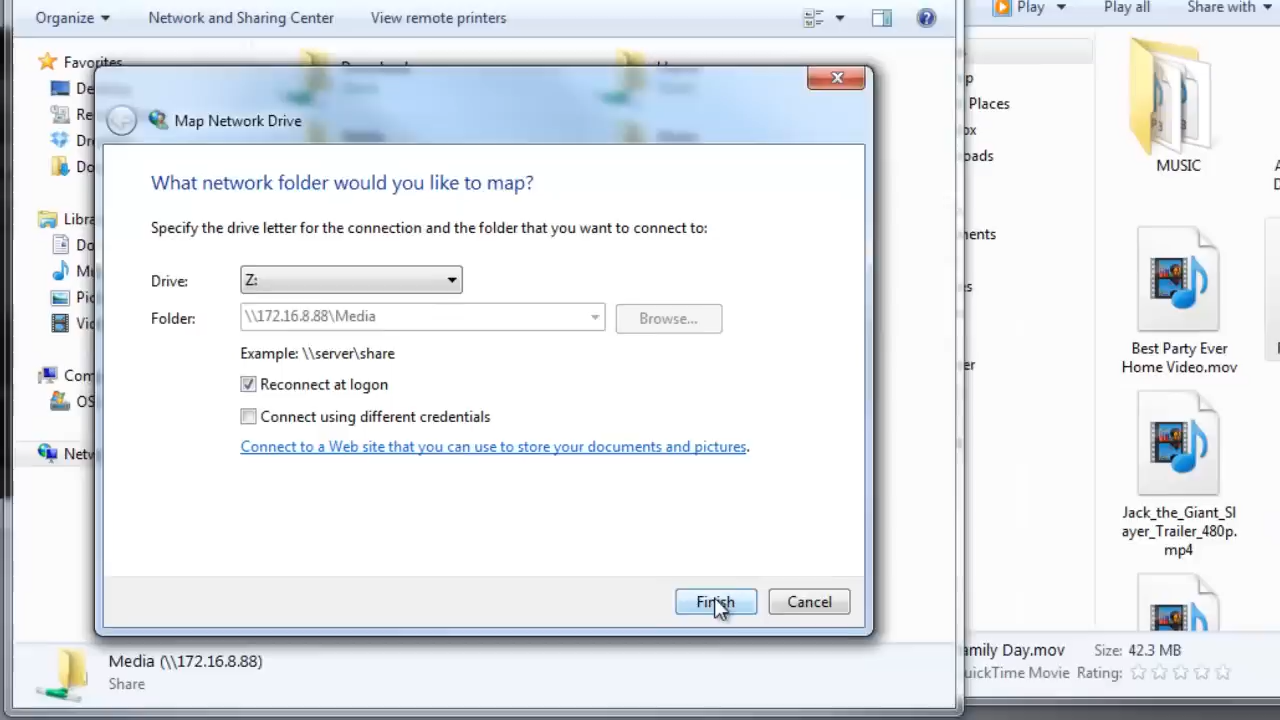 Organize
Network and Sharing Center
View remote printers
Play
Play all
Share with
Favorites
Map Network Drive
What network folder would you like to map?
Specify the drive letter for the connection and the folder that you want to connect to:
Drive:
Z:
Folder:
\\172.16.8.88\Media
Browse...
Example: \\server\share
Reconnect at logon
Connect using different credentials
Connect to a Web site that you can use to store your documents and pictures.
Finish
Cancel
Media (\\172.16.8.88)
Share
Places
MUSIC
Best Party Ever
Home Video.mov
Jack_the_Giant_Sl
ayer_Trailer_480p.
mp4
amily Day.mov
Size: 42.3 MB
uickTime Movie
Rating: